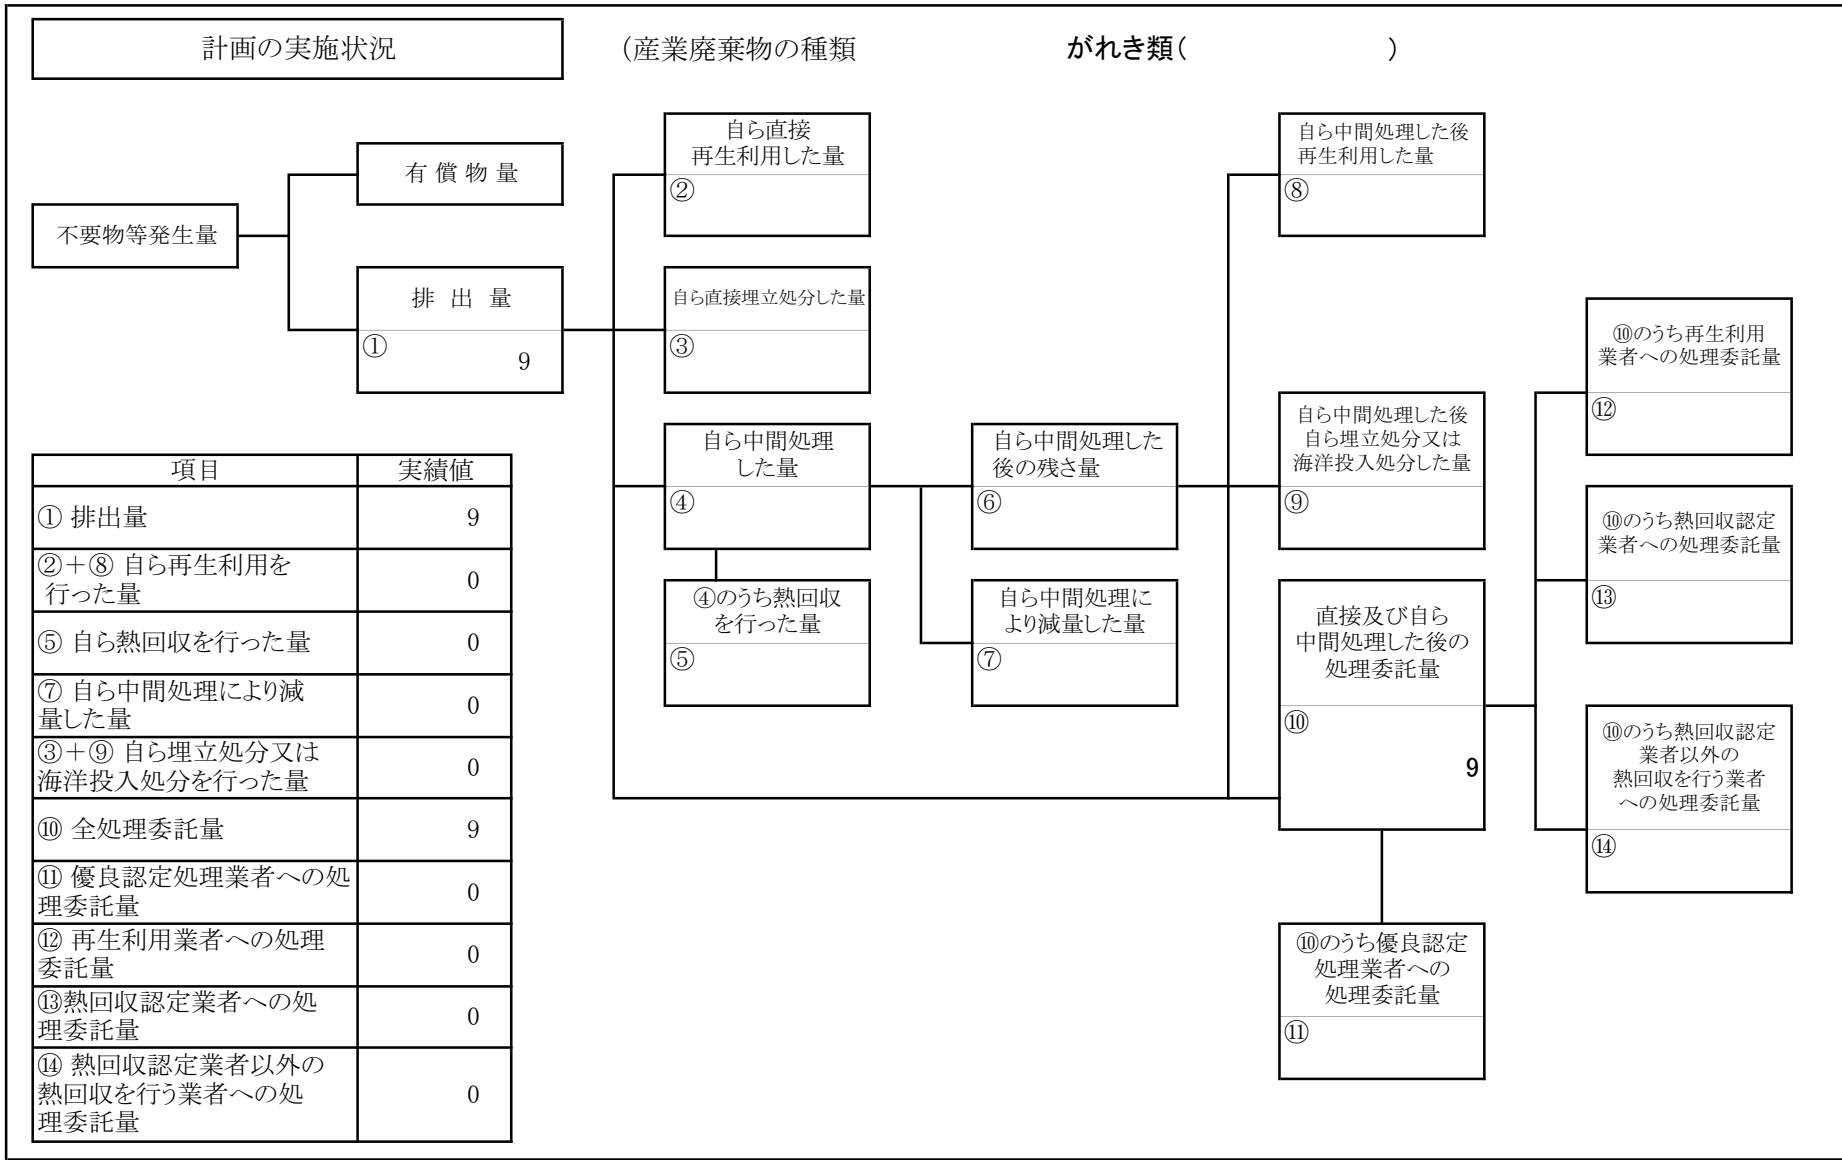 計画の実施状況
(産業廃棄物の種類 がれき類( )
不要物等発生量
有 償 物 量
排 出 量
①
9
自ら直接
再生利用した量
②
自ら直接埋立処分した量
③
自ら中間処理
した量
④
④のうち熱回収
を行った量
⑤
自ら中間処理した
後の残さ量
⑥
自ら中間処理に
より減量した量
⑦
自ら中間処理した後
再生利用した量
⑧
自ら中間処理した後
自ら埋立処分又は
海洋投入処分した量
⑨
直接及び自ら
中間処理した後の
処理委託量
⑩
9
⑩のうち優良認定
処理業者への
処理委託量
⑪
⑩のうち再生利用
業者への処理委託量
⑫
⑩のうち熱回収認定
業者への処理委託量
⑬
⑩のうち熱回収認定
業者以外の
熱回収を行う業者
への処理委託量
⑭
項目 実績値
① 排出量 9
②+⑧ 自ら再生利用を
行った量 0
⑤ 自ら熱回収を行った量 0
⑦ 自ら中間処理により減
量した量 0
③+⑨ 自ら埋立処分又は
海洋投入処分を行った量 0
⑩ 全処理委託量 9
⑪ 優良認定処理業者への処
理委託量 0
⑫ 再生利用業者への処理
委託量 0
⑬熱回収認定業者への処
理委託量 0
⑭ 熱回収認定業者以外の
熱回収を行う業者への処
理委託量 0